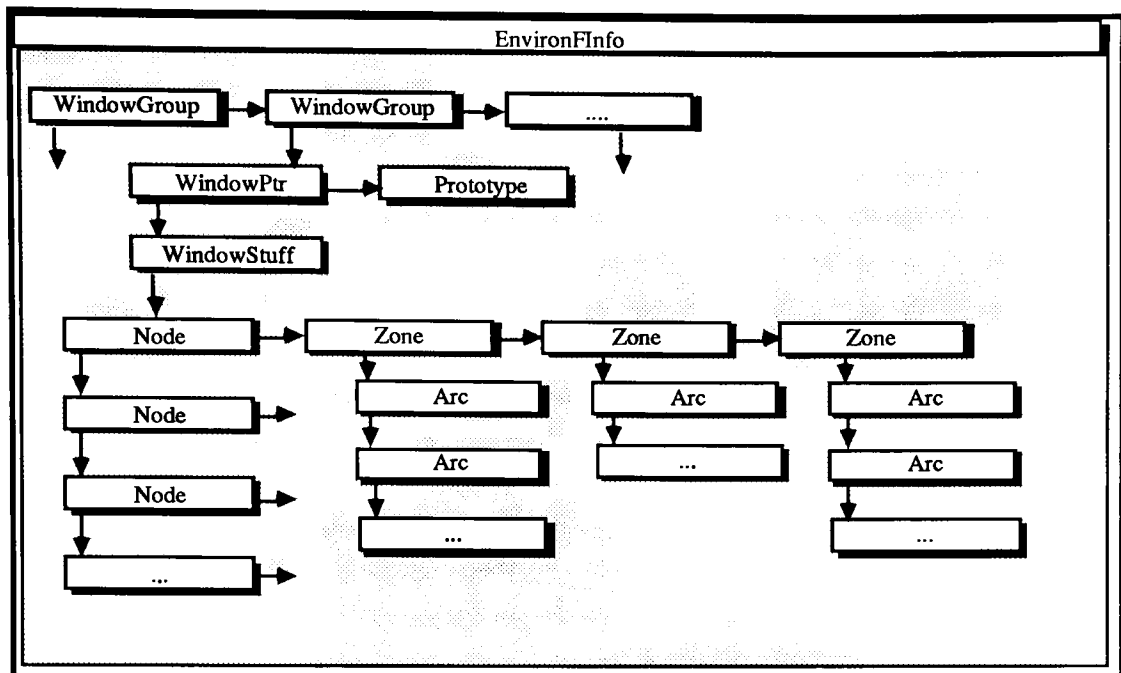 EnvironFInfo
WindowGroup WindowGroup ....
WindowPtr Prototype
WindowStuff
Node Zone Zone Zone
Arc Arc Arc
Node
Arc ... Arc
Node
... ...
...